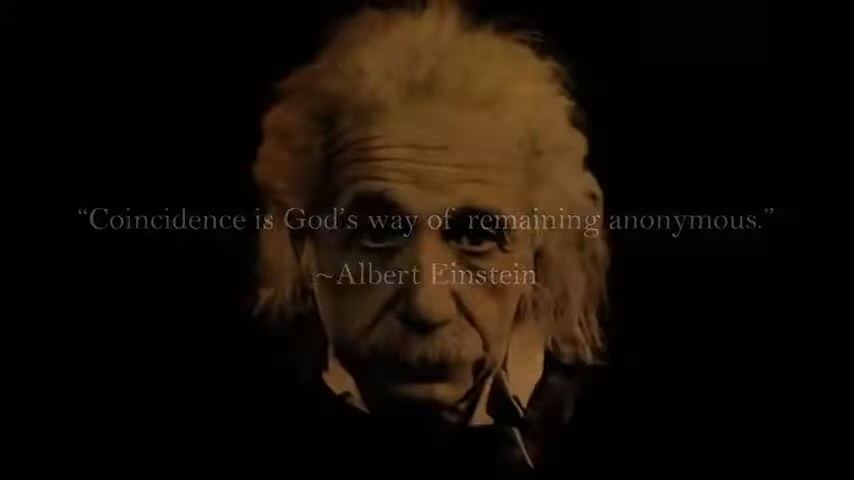 “Coincidence is God’s way of remaining anonymous.”
~Albert Einstein